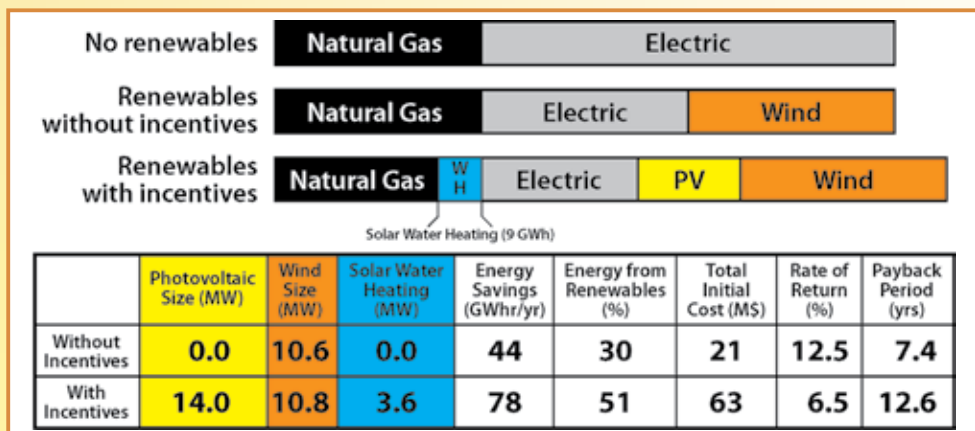 No renewables Natural Gas Electric
Renewables
without incentives Natural Gas Electric Wind
Renewables
with incentives Natural Gas W H Electric PV Wind
Solar Water Heating (9 GWh)
Photovoltaic Size (MW) Wind Size (MW) Solar Water Heating (MW) Energy Savings (GWhr/yr) Energy from Renewables (%) Total Initial Cost (M$) Rate of Return (%) Payback Period (yrs)
Without Incentives 0.0 10.6 0.0 44 30 21 12.5 7.4
With Incentives 14.0 10.8 3.6 78 51 63 6.5 12.6